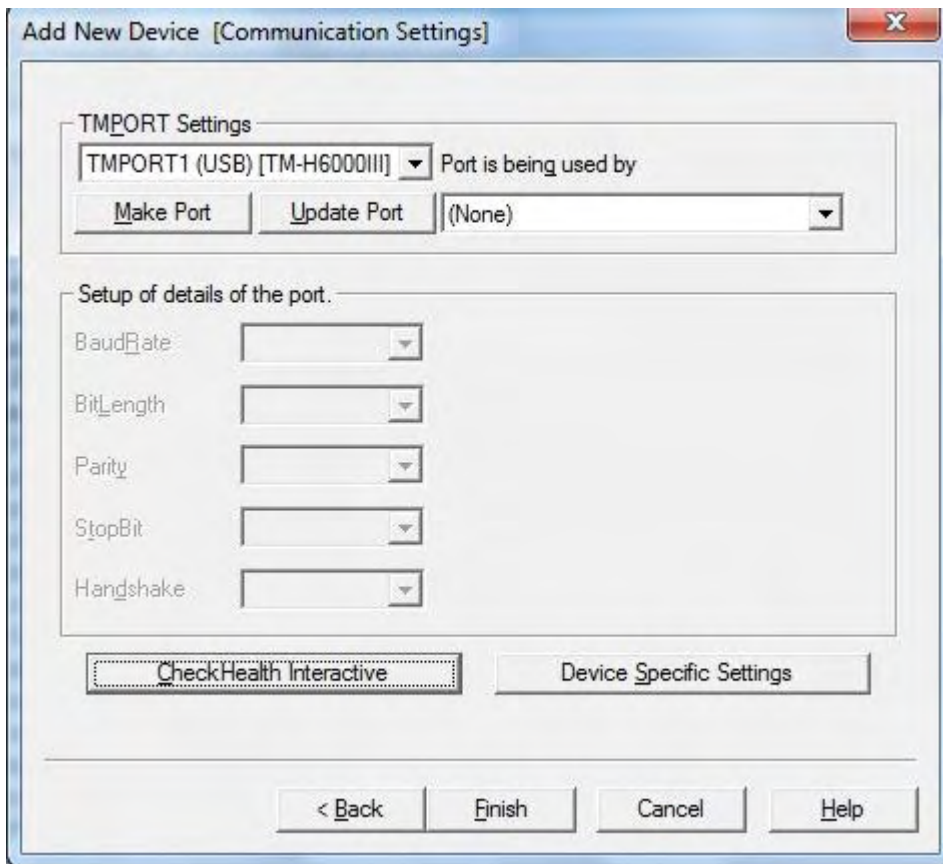 Add New Device [Communication Settings]
TMPORT Settings
TMPORT1 (USB) [TM-H6000III] Port is being used by
Make Port Update Port (None)
Setup of details of the port.
BaudRate
BitLength
Parity
StopBit
Handshake
CheckHealth Interactive Device Specific Settings
< Back Finish Cancel Help